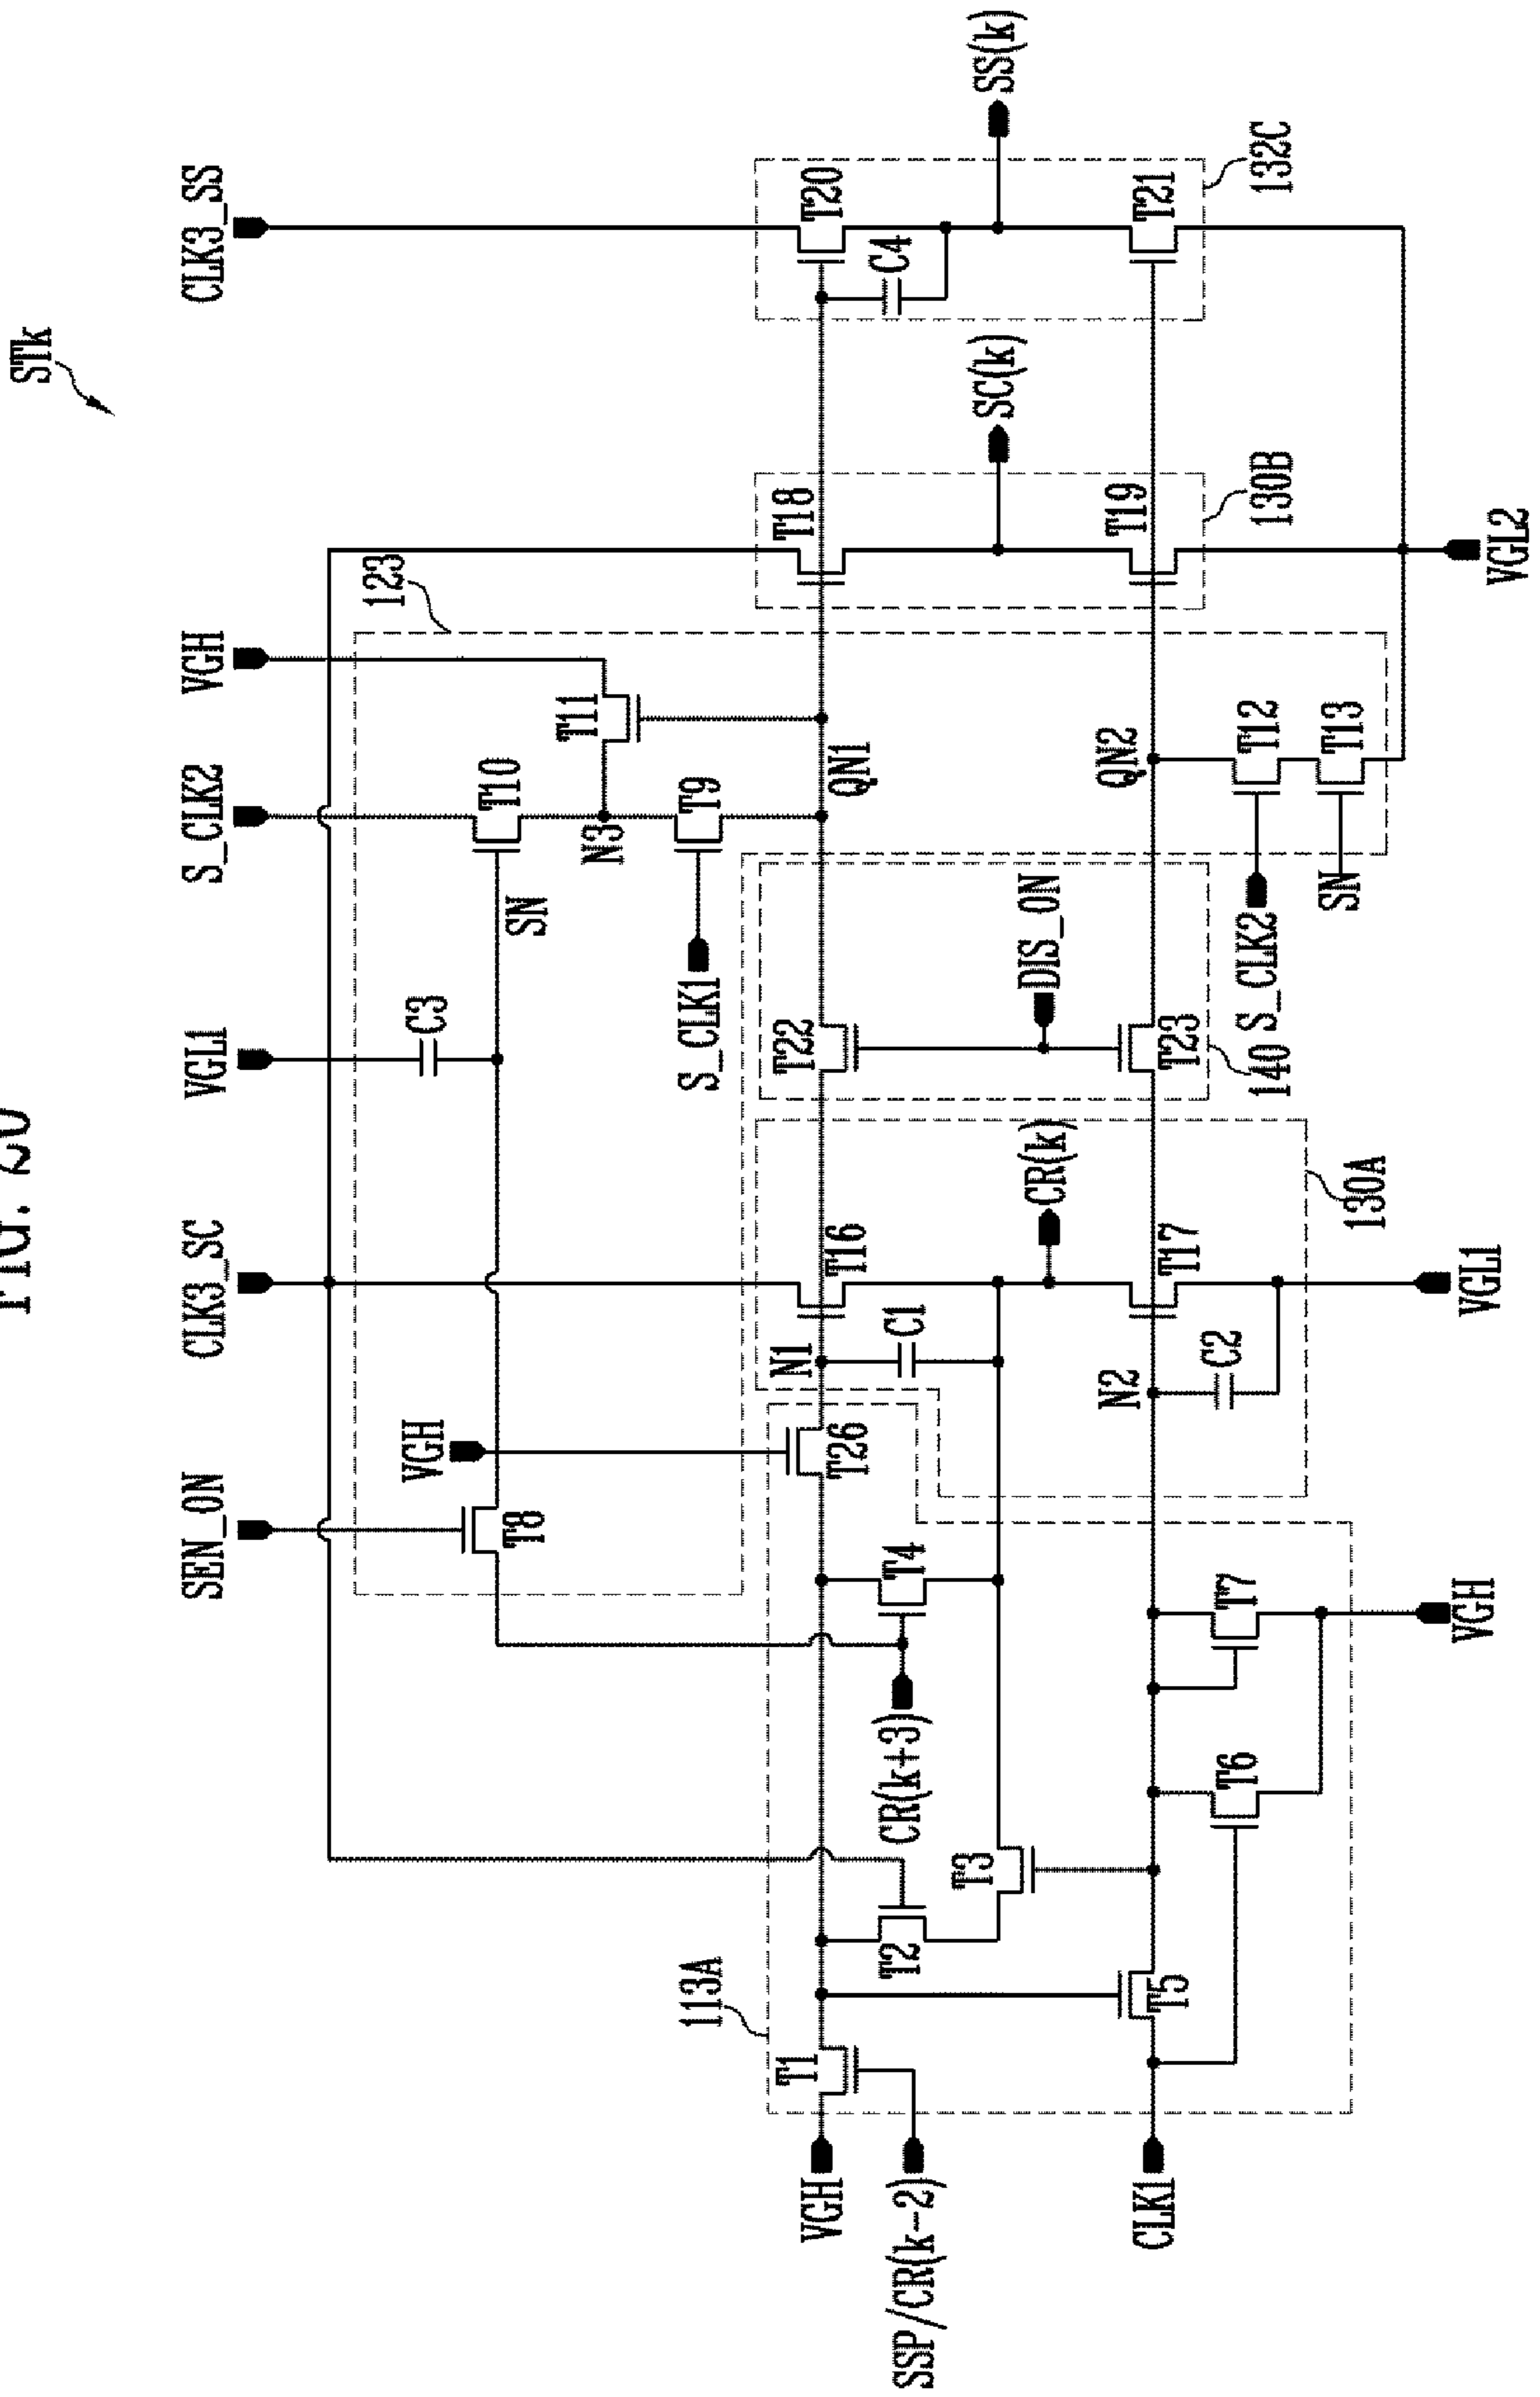 STk
SEN_ON
CLK3_SC
VGL1
S_CLK2
VGH
CLK3_SS
123
VGH
T8
C3
SN
T10
N3
T11
S_CLK1
T9
113A
VGH
T1
T26
N1
T16
T22
QN1
T18
T20
C4
SSP/CR(k-2)
T2
CR(k+3)
T4
C1
T3
CR(k)
DIS_ON
SC(k)
SS(k)
CLK1
T5
N2
T17
T23
QN2
T19
T21
T6
T7
C2
140
S_CLK2
T12
SN
T13
130B
132C
130A
VGH
VGL1
VGL2